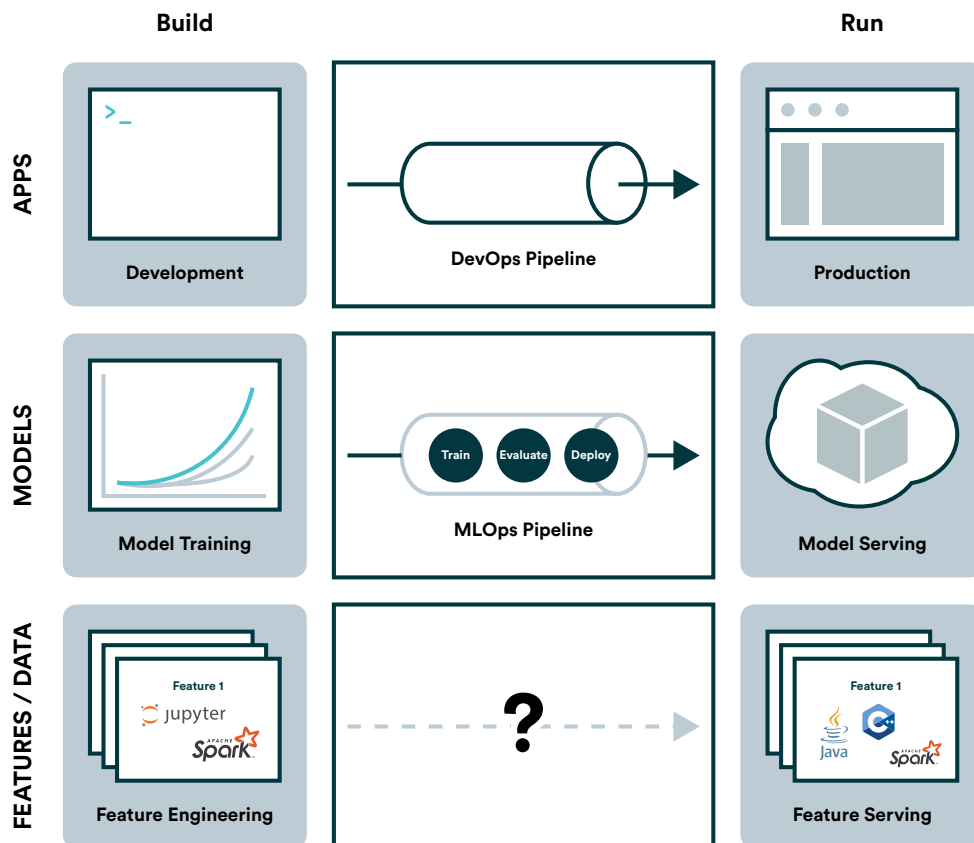 Build
Run
APPS
>_
Development
DevOps Pipeline
Production
MODELS
Model Training
Train
Evaluate
Deploy
MLOps Pipeline
Model Serving
FEATURES / DATA
Feature 1
jupyter
APACHE
Spark
Feature Engineering
?
Feature 1
Java
C++
APACHE
Spark
Feature Serving